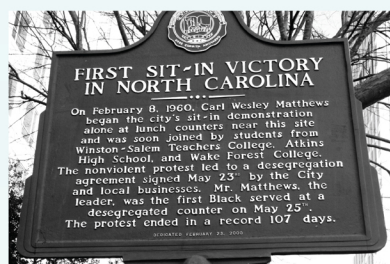 FIRST SIT-IN VICTORY
IN NORTH CAROLINA
On February 8, 1960, Carl Wesley Matthews
began the city's sit-in demonstration
alone at lunch counters near this site
and was soon joined by students from
Winston-Salem Teachers College, Atkins
High School, and Wake Forest College.
The nonviolent protest led to a desegregation
agreement signed May 23rd by the City
and local businesses. Mr. Matthews, the
leader, was the first Black served at a
desegregated counter on May 25th.
The protest ended in a record 107 days.
DEDICATED FEBRUARY 23, 2000